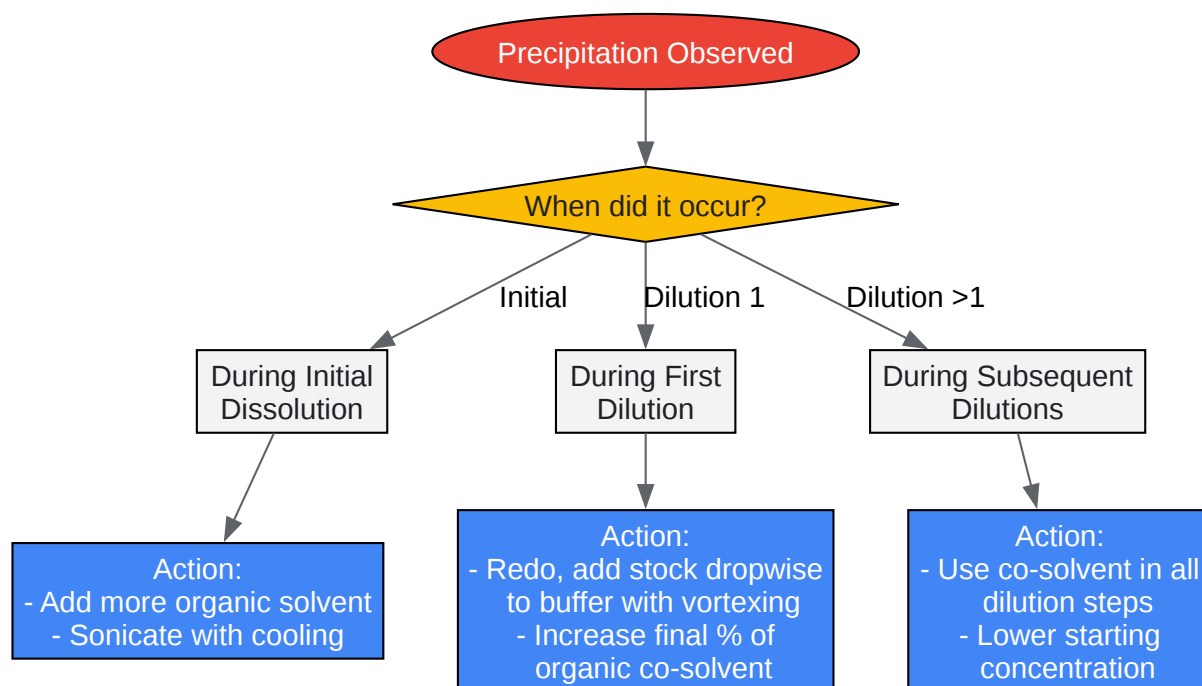 Precipitation Observed
When did it occur?
Initial
Dilution 1
Dilution >1
During Initial
Dissolution
During First
Dilution
During Subsequent
Dilutions
Action:
- Add more organic solvent
- Sonicate with cooling
Action:
- Redo, add stock dropwise
to buffer with vortexing
- Increase final % of
organic co-solvent
Action:
- Use co-solvent in all
dilution steps
- Lower starting
concentration